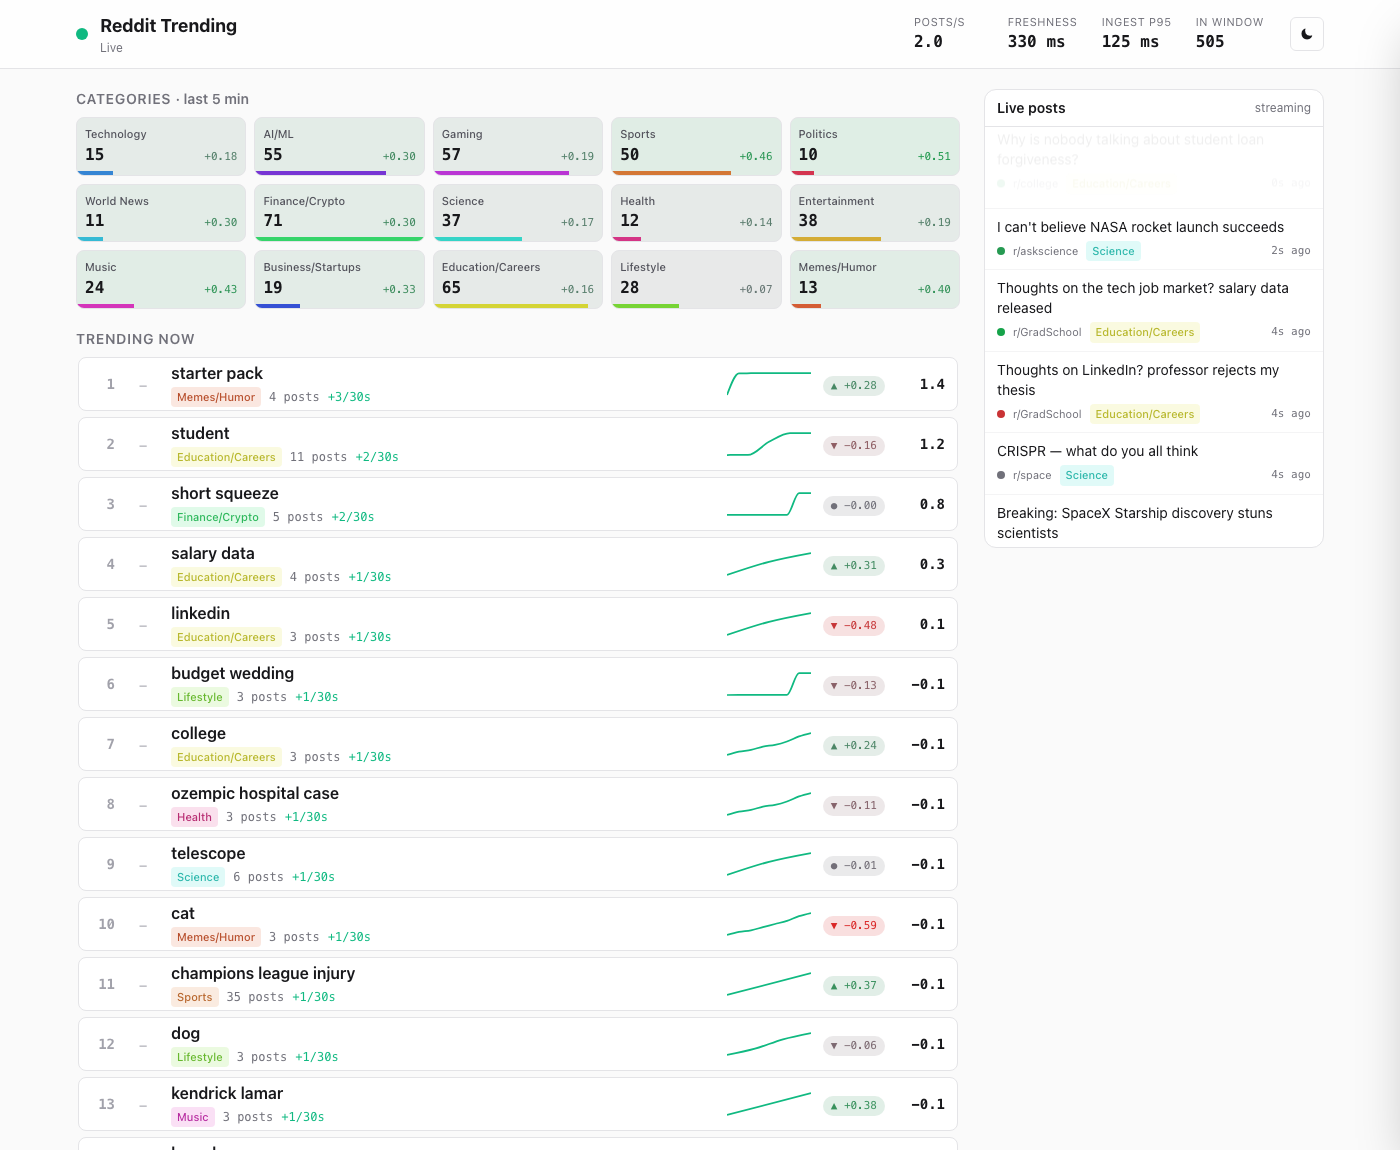 Reddit Trending
Live
POSTS/S
2.0
FRESHNESS
330 ms
INGEST P95
125 ms
IN WINDOW
505
CATEGORIES · last 5 min
Technology
15 +0.18
AI/ML
55 +0.30
Gaming
57 +0.19
Sports
50 +0.46
Politics
10 +0.51
World News
11 +0.30
Finance/Crypto
71 +0.30
Science
37 +0.17
Health
12 +0.14
Entertainment
38 +0.19
Music
24 +0.43
Business/Startups
19 +0.33
Education/Careers
65 +0.16
Lifestyle
28 +0.07
Memes/Humor
13 +0.40
TRENDING NOW
1 — starter pack
Memes/Humor 4 posts +3/30s
▲ +0.28 1.4
2 — student
Education/Careers 11 posts +2/30s
▼ −0.16 1.2
3 — short squeeze
Finance/Crypto 5 posts +2/30s
● −0.00 0.8
4 — salary data
Education/Careers 4 posts +1/30s
▲ +0.31 0.3
5 — linkedin
Education/Careers 3 posts +1/30s
▼ −0.48 0.1
6 — budget wedding
Lifestyle 3 posts +1/30s
▼ −0.13 −0.1
7 — college
Education/Careers 3 posts +1/30s
▲ +0.24 −0.1
8 — ozempic hospital case
Health 3 posts +1/30s
▼ −0.11 −0.1
9 — telescope
Science 6 posts +1/30s
● −0.01 −0.1
10 — cat
Memes/Humor 3 posts +1/30s
▼ −0.59 −0.1
11 — champions league injury
Sports 35 posts +1/30s
▲ +0.37 −0.1
12 — dog
Lifestyle 3 posts +1/30s
▼ −0.06 −0.1
13 — kendrick lamar
Music 3 posts +1/30s
▲ +0.38 −0.1
Live posts streaming
Why is nobody talking about student loan
forgiveness?
r/college Education/Careers 0s ago
I can't believe NASA rocket launch succeeds
r/askscience Science 2s ago
Thoughts on the tech job market? salary data
released
r/GradSchool Education/Careers 4s ago
Thoughts on LinkedIn? professor rejects my
thesis
r/GradSchool Education/Careers 4s ago
CRISPR — what do you all think
r/space Science 4s ago
Breaking: SpaceX Starship discovery stuns
scientists